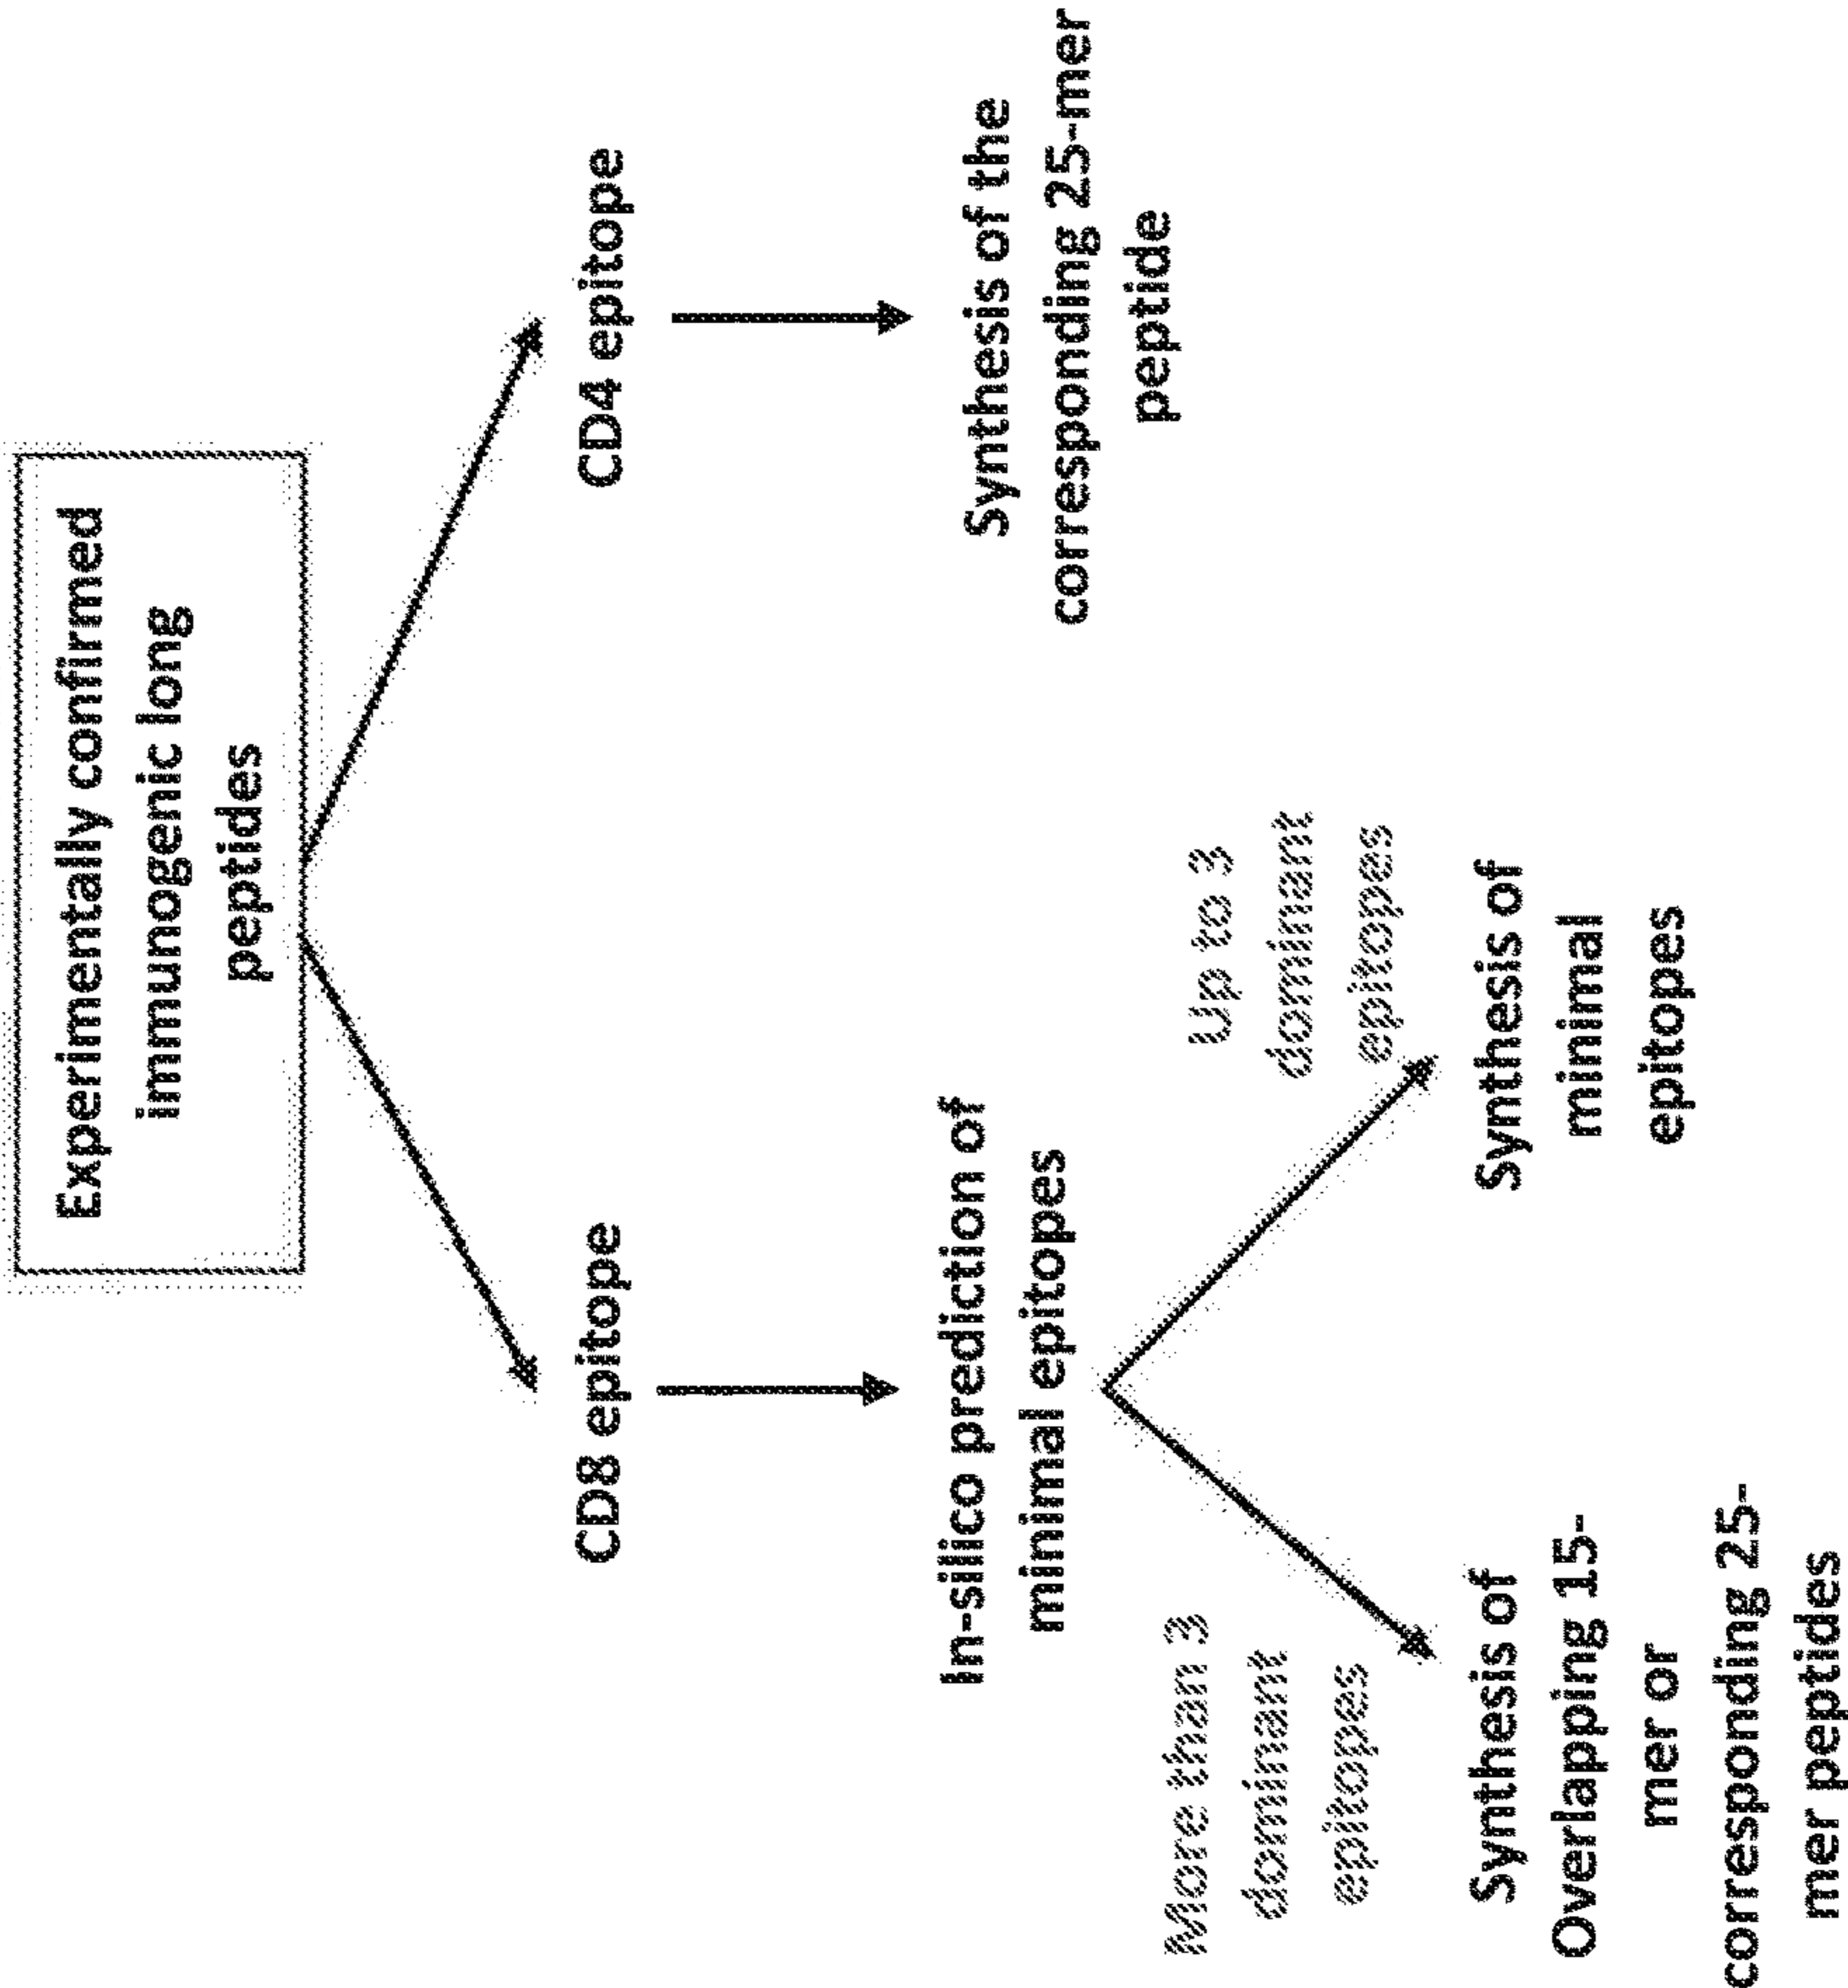 Experimentally confirmed
immunogenic long
peptides
CD8 epitope
CD4 epitope
In-silico prediction of
minimal epitopes
Synthesis of the
corresponding 25-mer
peptide
More than 3
dominant
epitopes
Up to 3
dominant
epitopes
Synthesis of
Overlapping 15-
mer or
corresponding 25-
mer peptides
Synthesis of
minimal
epitopes